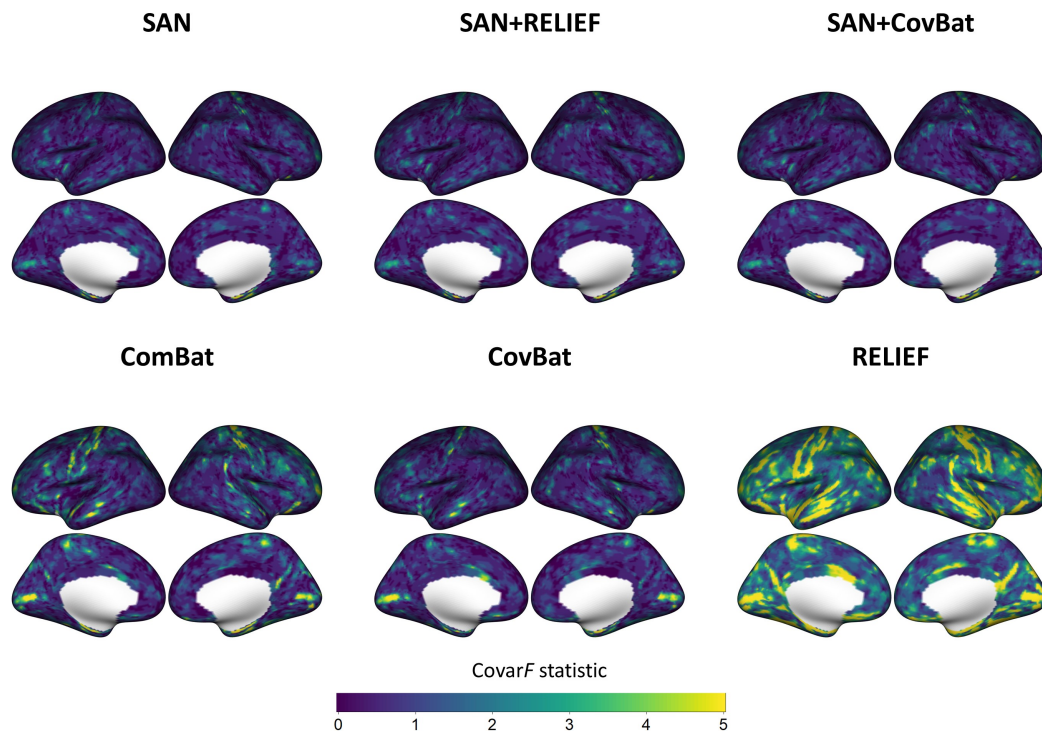 SAN SAN+RELIEF SAN+CovBat
ComBat CovBat RELIEF
CovarF statistic
0 1 2 3 4 5